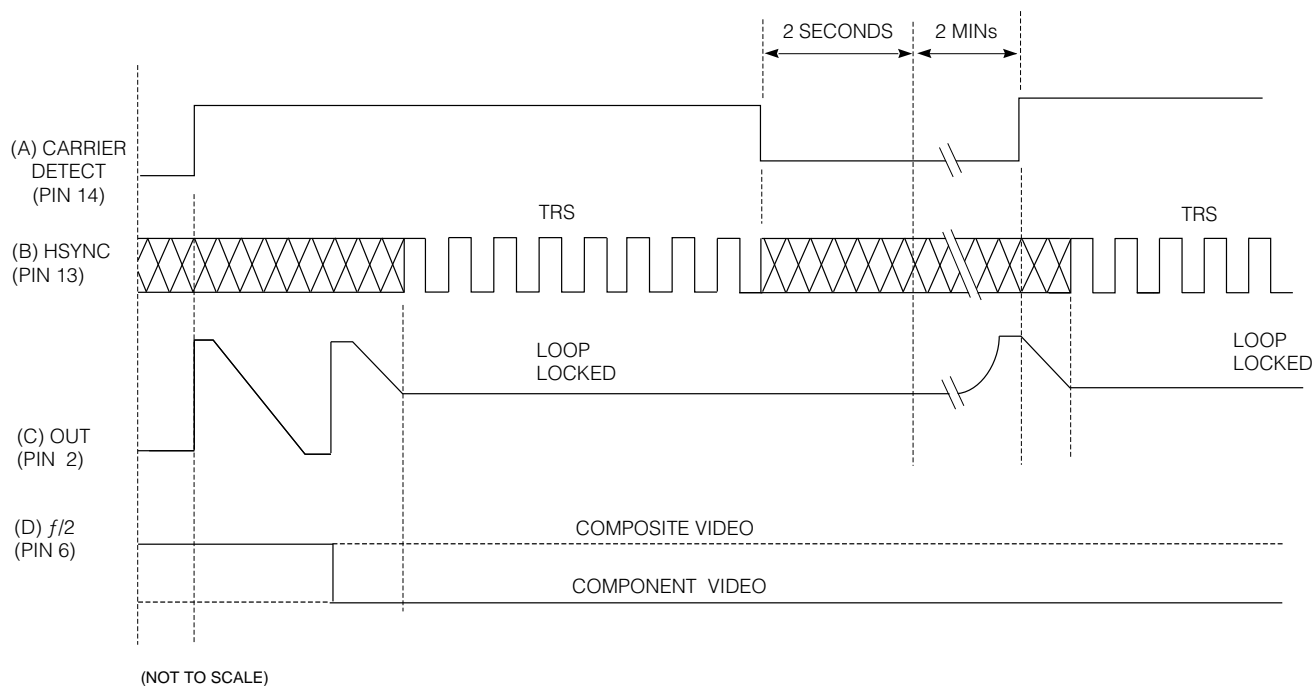 2 SECONDS 2 MINs
(A) CARRIER
DETECT
(PIN 14)
TRS TRS
(B) HSYNC
(PIN 13)
LOOP
LOCKED
LOOP
LOCKED
(C) OUT
(PIN 2)
(D) ƒ/2
(PIN 6)
COMPOSITE VIDEO
COMPONENT VIDEO
(NOT TO SCALE)